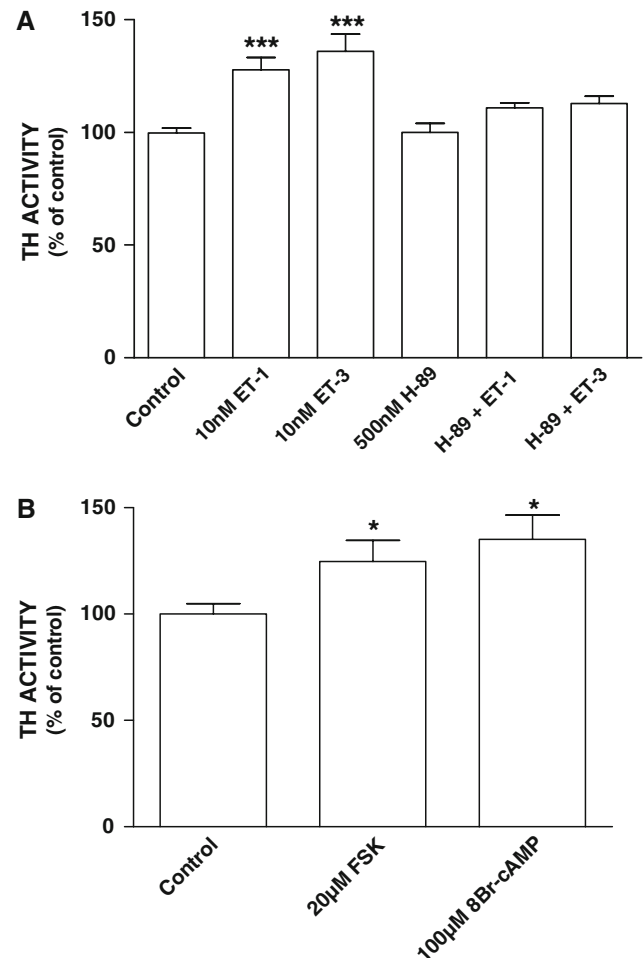 A
TH ACTIVITY
(% of control)
150
100
50
0
***
***
Control
10nM ET-1
10nM ET-3
500nM H-89
H-89 + ET-1
H-89 + ET-3
B
TH ACTIVITY
(% of control)
150
100
50
0
*
*
Control
20µM FSK
100µM 8Br-cAMP